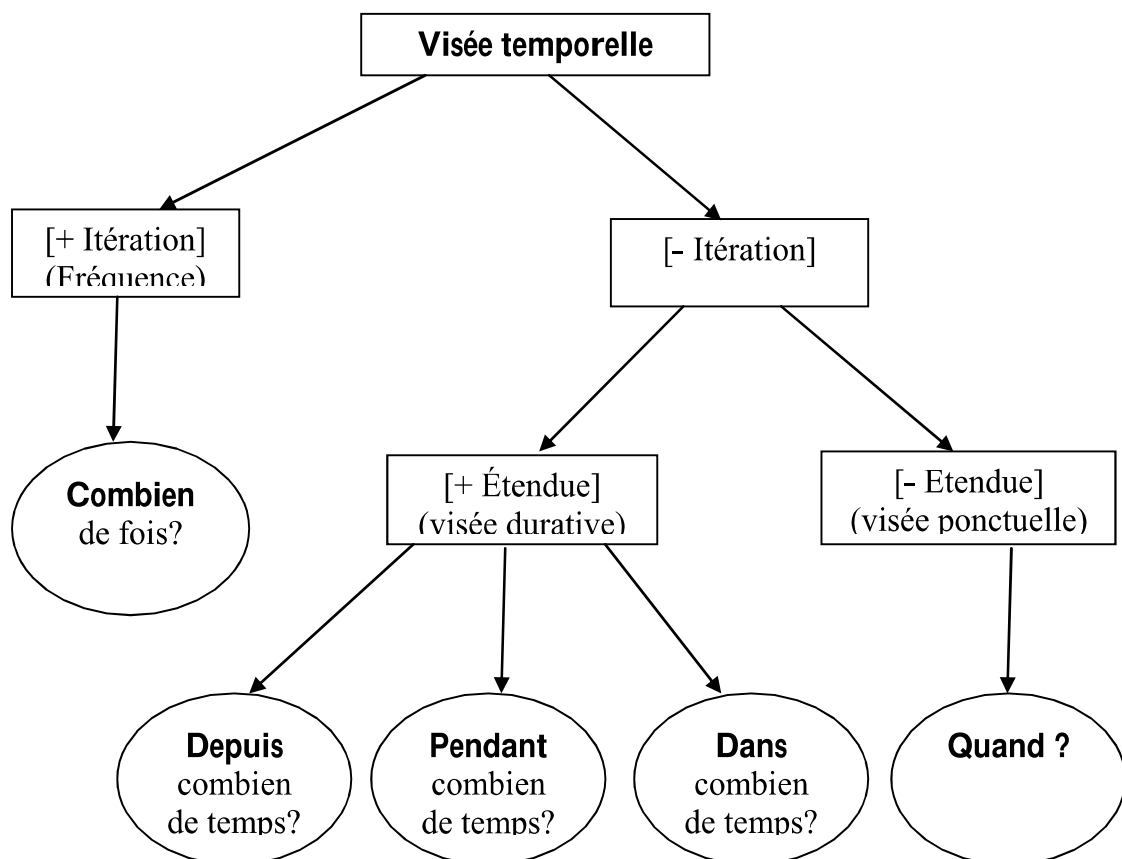 Visée temporelle
[+ Itération]
(Fréquence)
[- Itération]
Combien
de fois?
[+ Étendue]
(visée durative)
[- Etendue]
(visée ponctuelle)
Depuis
combien
de temps?
Pendant
combien
de temps?
Dans
combien
de temps?
Quand ?